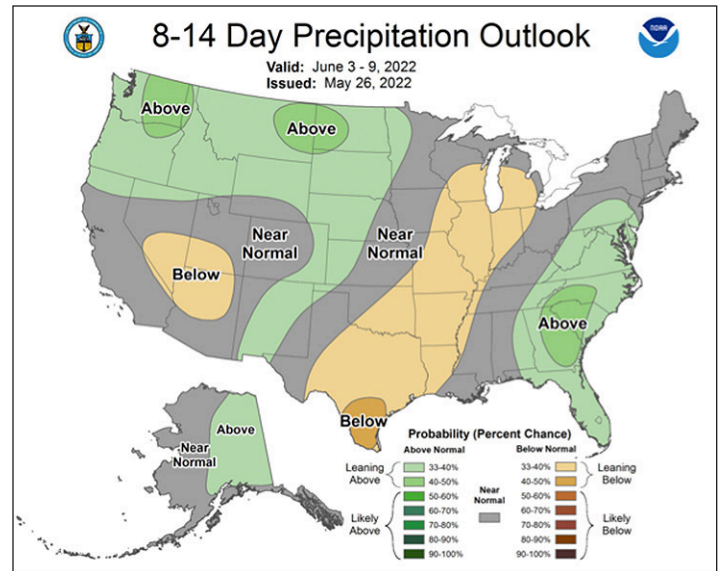 8-14 Day Precipitation Outlook
NOAA
Valid: June 3 - 9, 2022
Issued: May 26, 2022
Above
Above
Near
Normal
Near
Normal
Below
Above
Below
Above
Near
Normal
Probability (Percent Chance)
Above Normal
Below Normal
Leaning
Above
33-40%
40-50%
50-60%
60-70%
70-80%
80-90%
90-100%
Likely
Above
Near
Normal
33-40%
40-50%
50-60%
60-70%
70-80%
80-90%
90-100%
Leaning
Below
Likely
Below